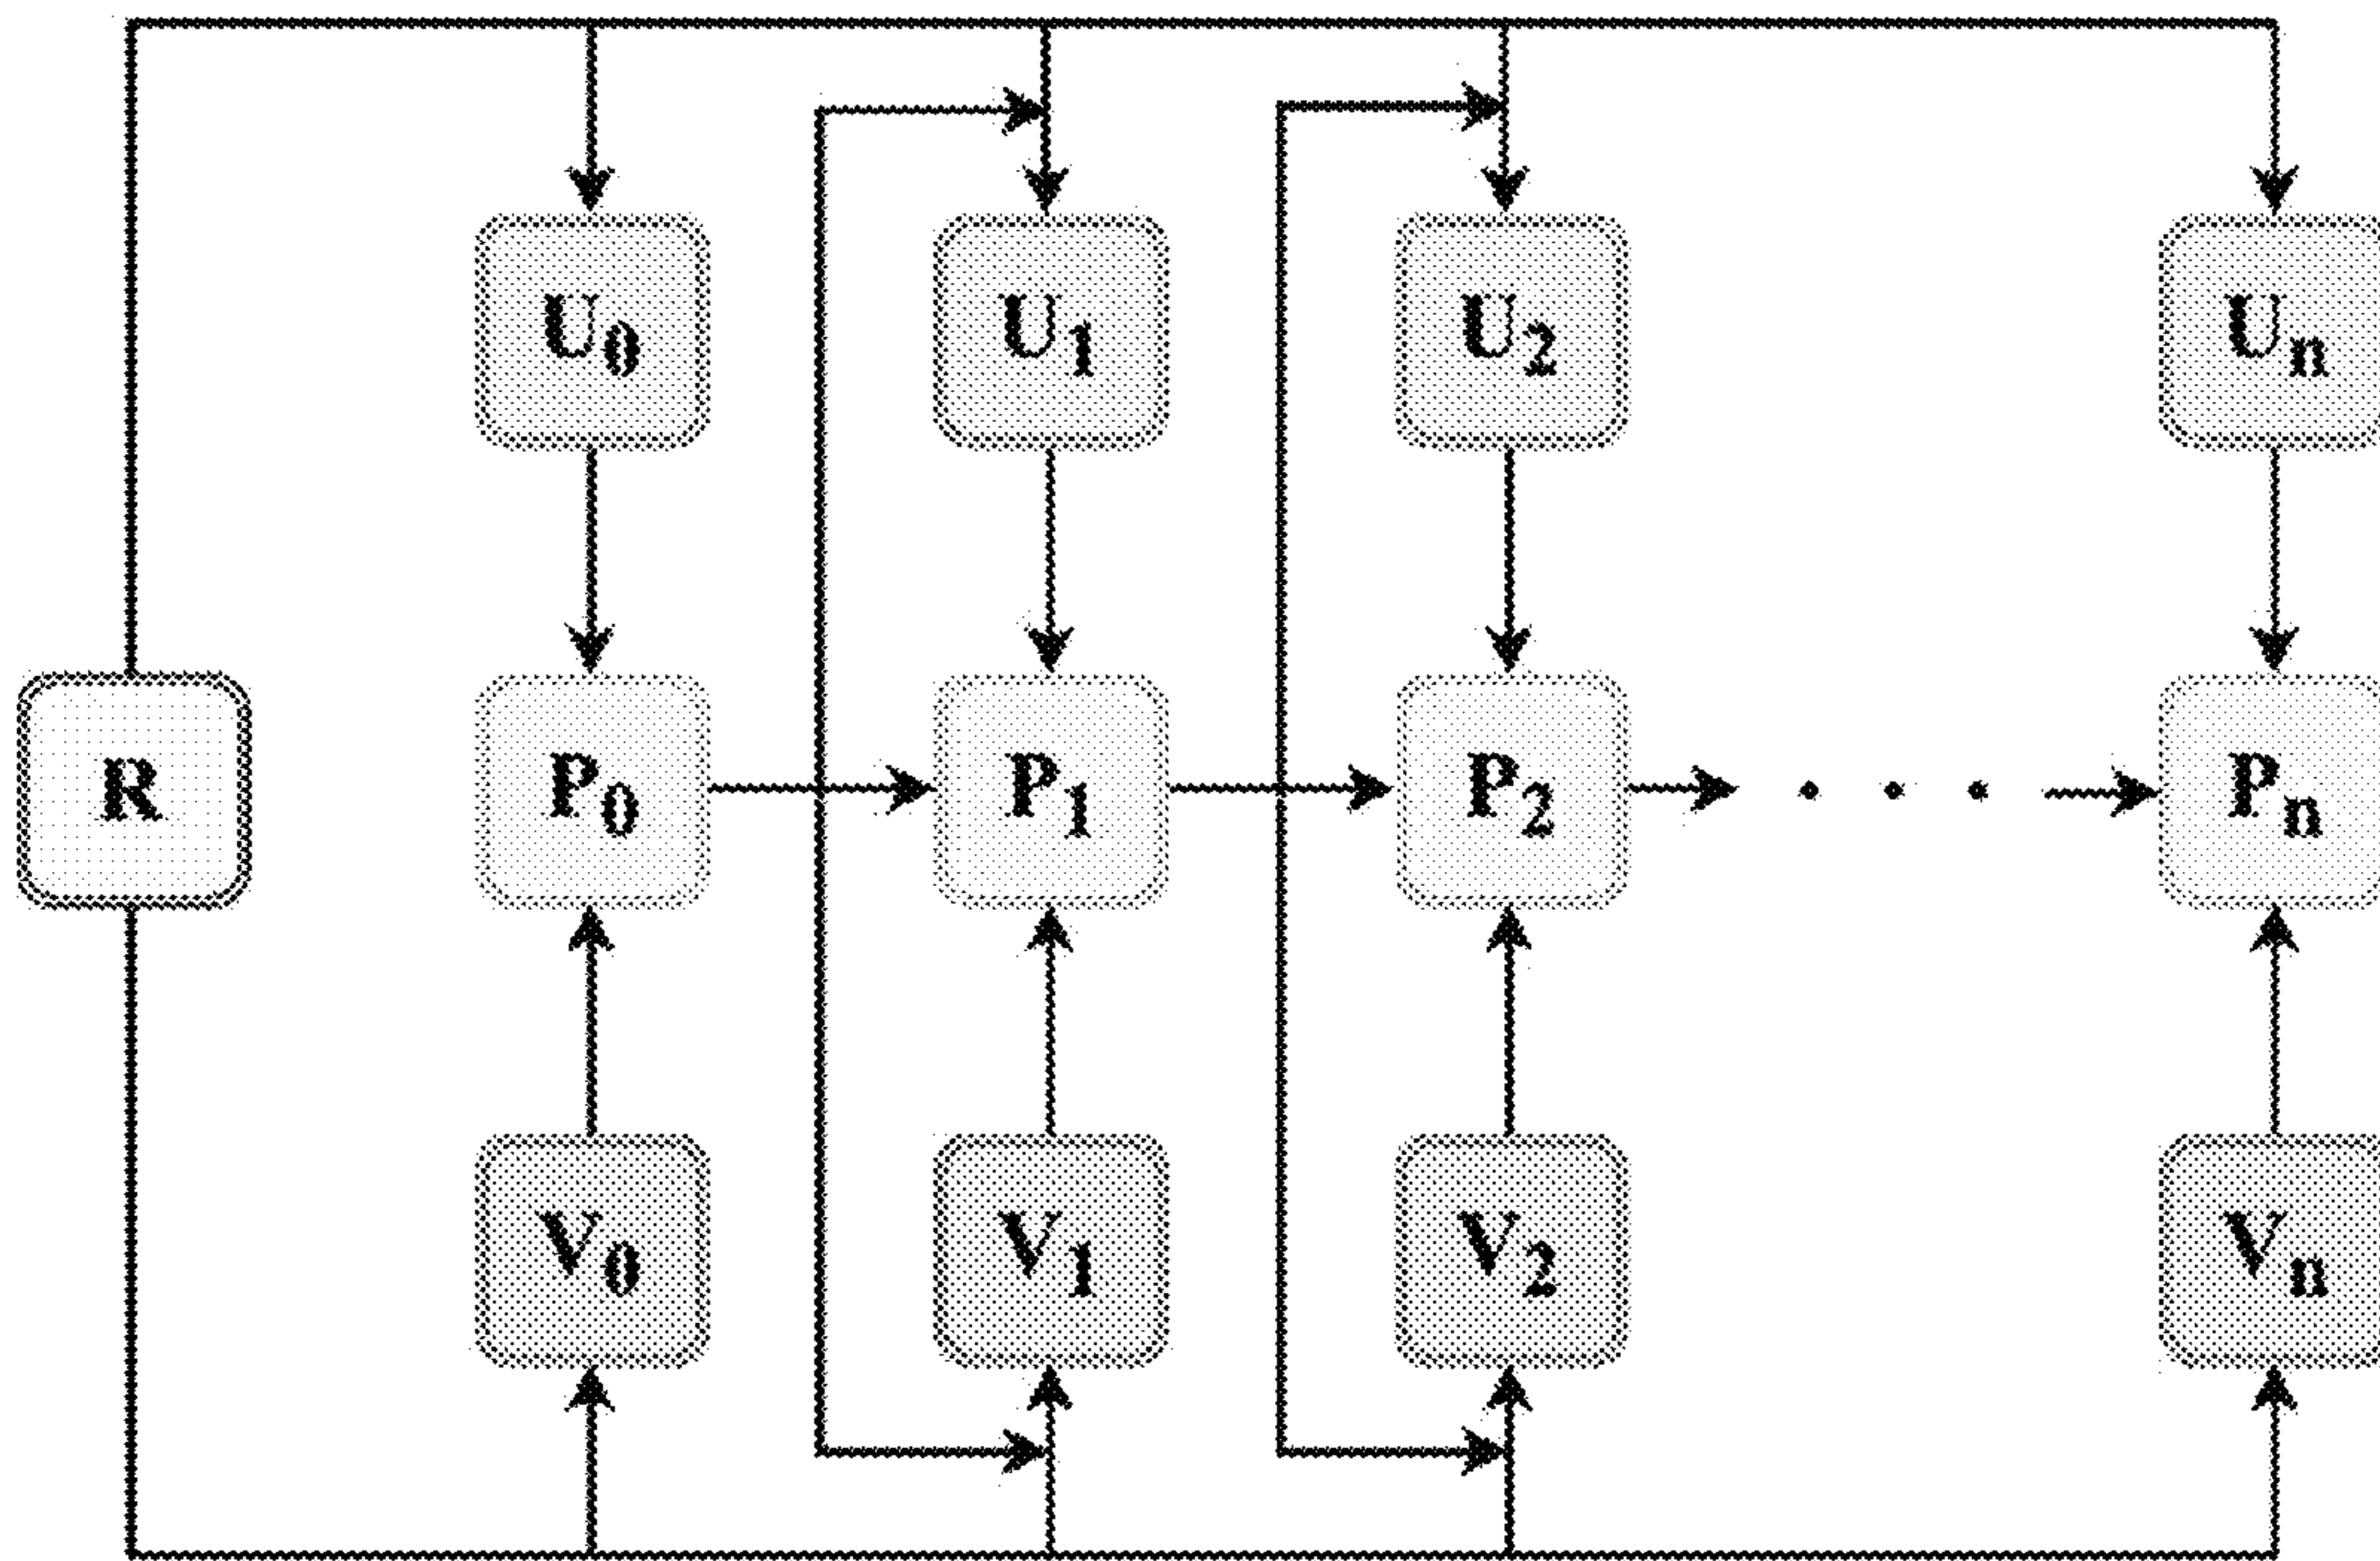 U₀ U₁ U₂ Uₙ
R P₀ P₁ P₂ . . . Pₙ
V₀ V₁ V₂ Vₙ